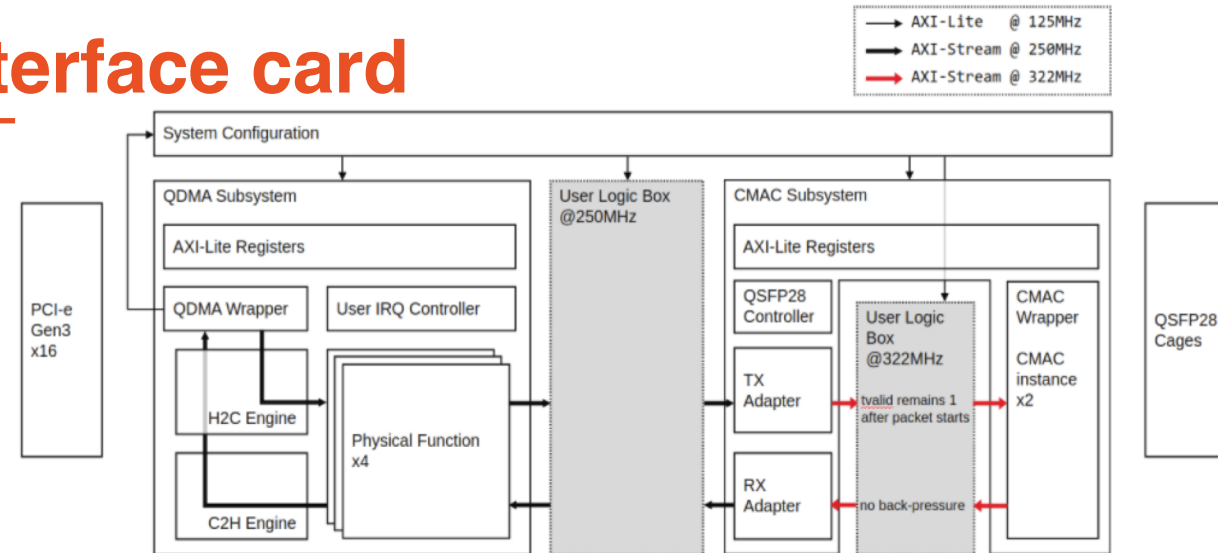 terface card
AXI-Lite @ 125MHz
AXI-Stream @ 250MHz
AXI-Stream @ 322MHz
System Configuration
PCI-e
Gen3
x16
QDMA Subsystem
AXI-Lite Registers
QDMA Wrapper
User IRQ Controller
H2C Engine
C2H Engine
Physical Function
x4
User Logic Box
@250MHz
CMAC Subsystem
AXI-Lite Registers
QSFP28
Controller
TX
Adapter
RX
Adapter
User Logic
Box
@322MHz
tvalid remains 1
after packet starts
no back-pressure
CMAC
Wrapper
CMAC
instance
x2
QSFP28
Cages